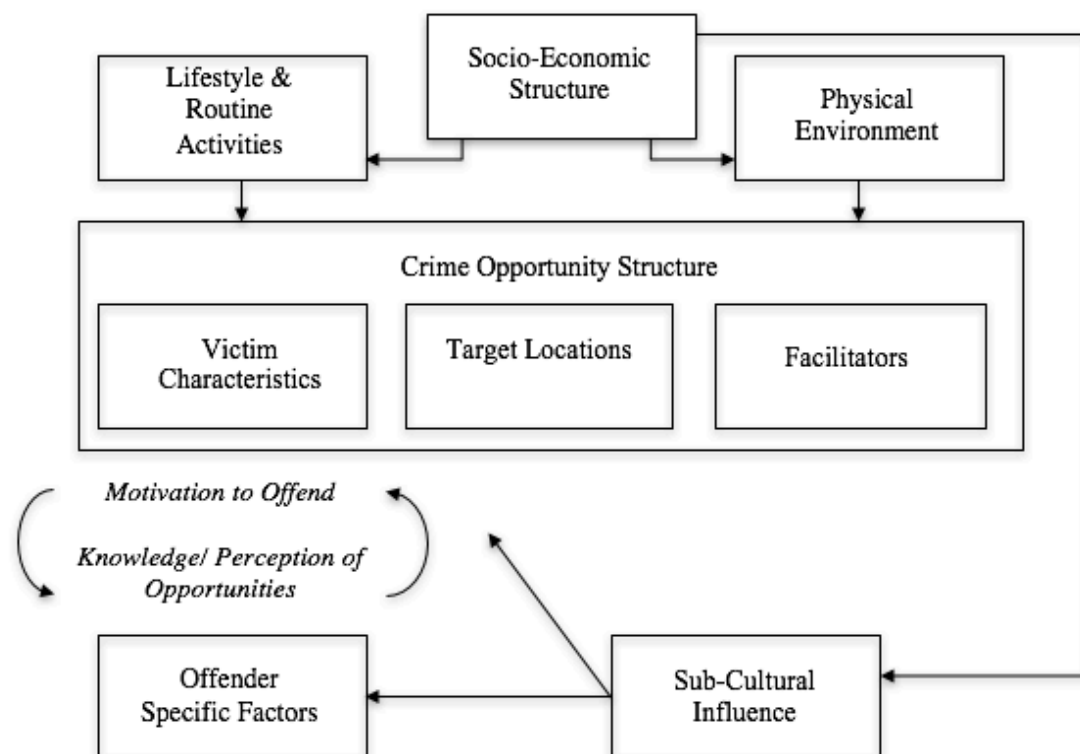 Socio-Economic
Structure
Lifestyle &
Routine
Activities
Physical
Environment
Crime Opportunity Structure
Victim
Characteristics
Target Locations
Facilitators
Motivation to Offend
Knowledge/ Perception of
Opportunities
Offender
Specific Factors
Sub-Cultural
Influence